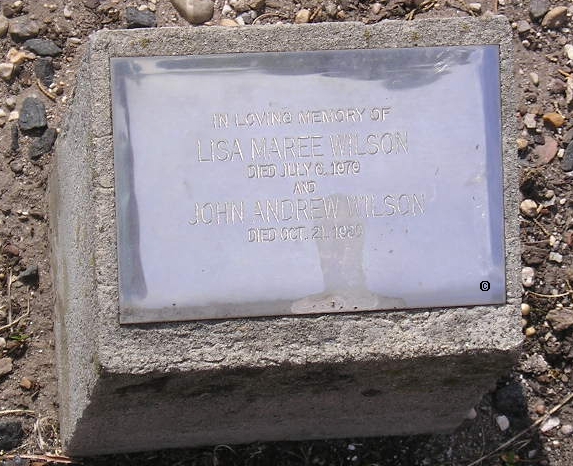 IN LOVING MEMORY OF
LISA MAREE WILSON
DIED JULY 6, 1979
AND
JOHN ANDREW WILSON
DIED OCT. 21,